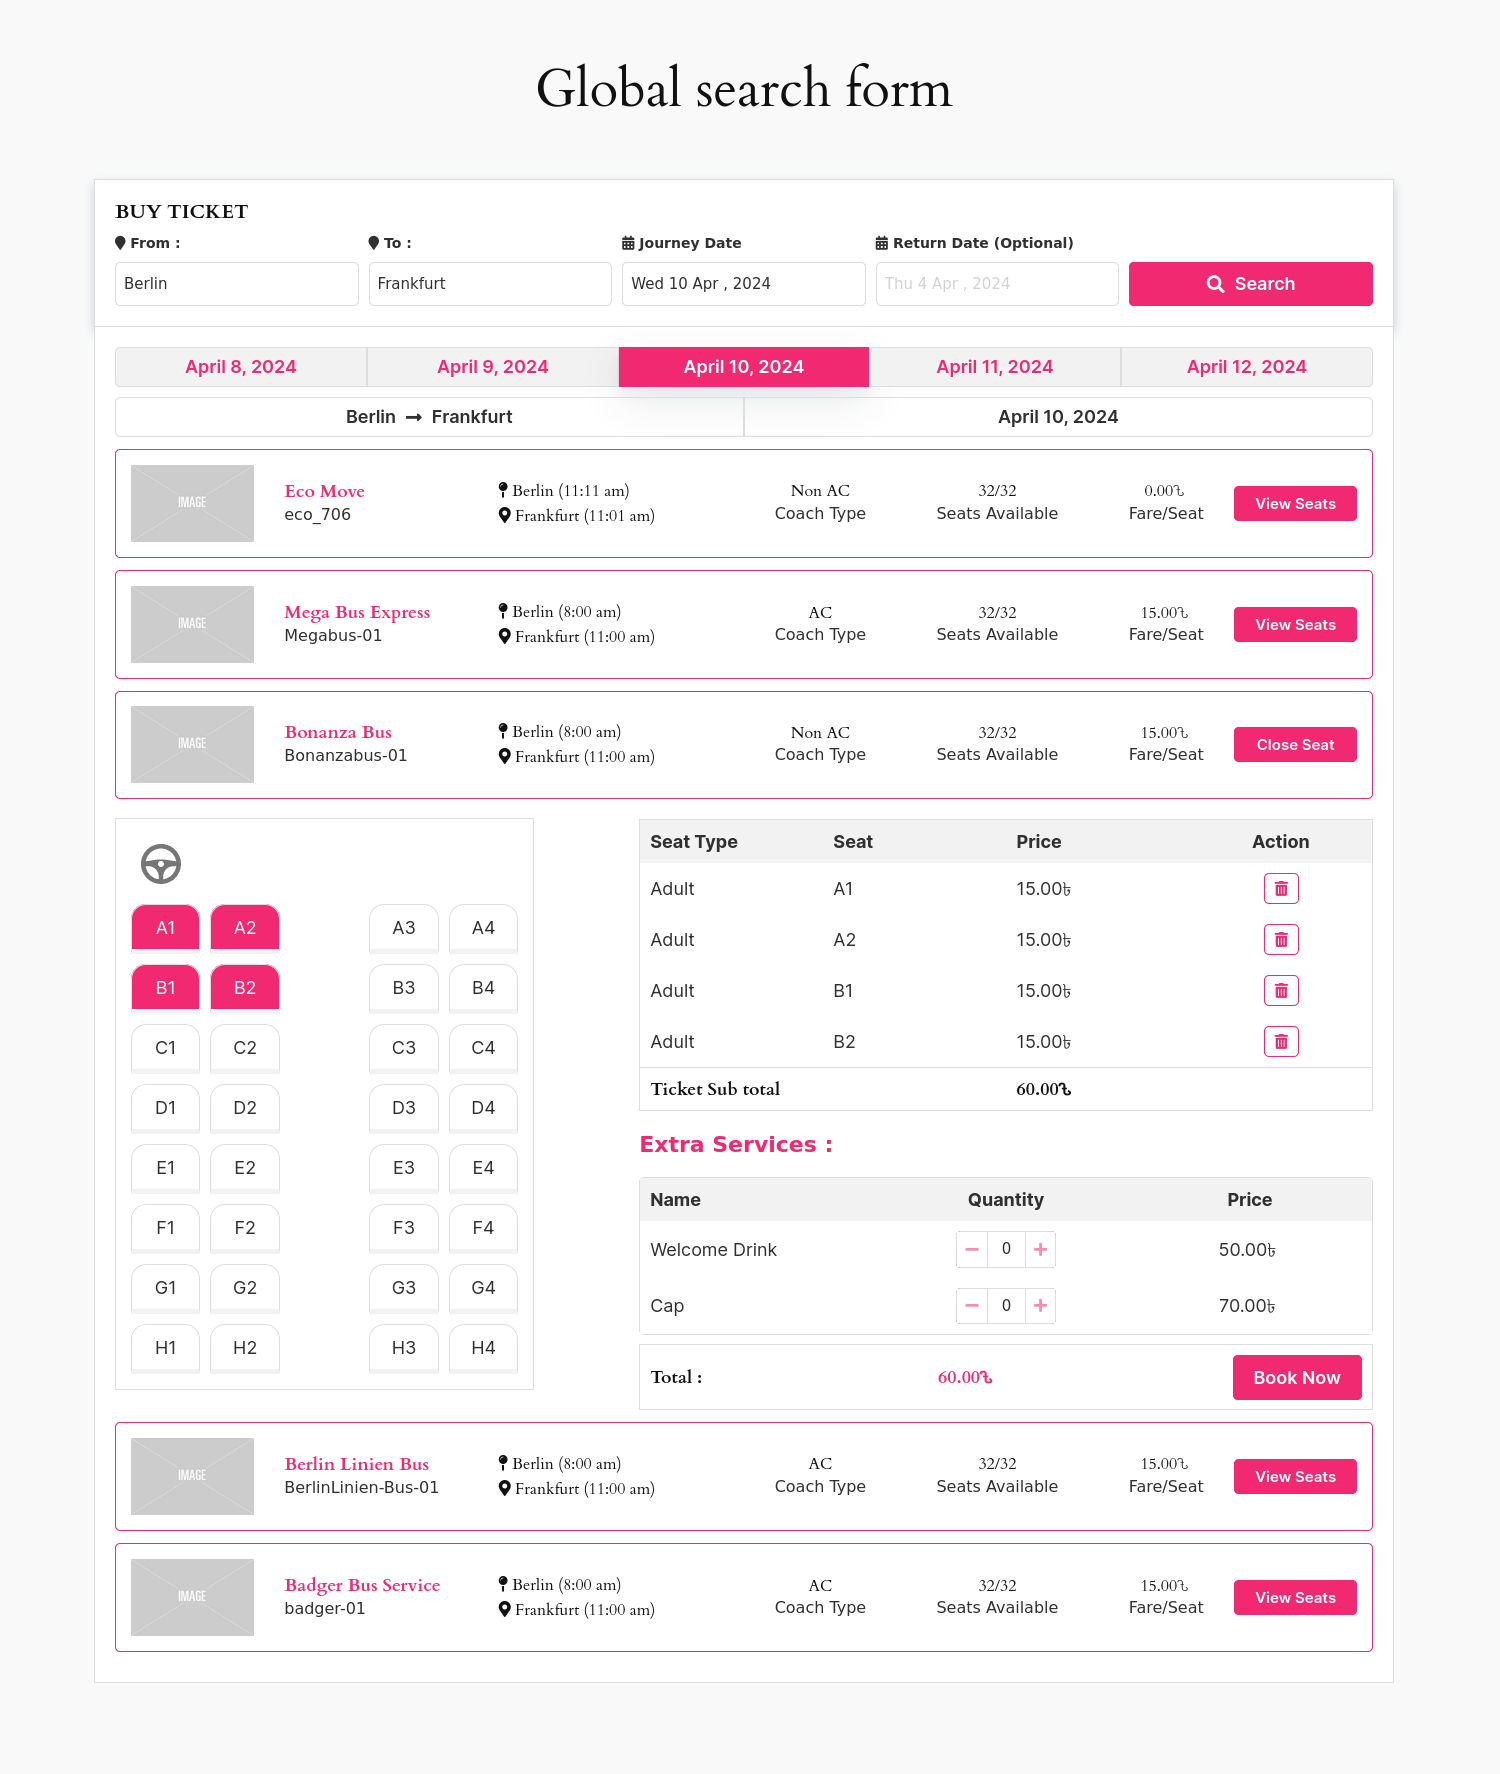 Global search form
BUY TICKET
From :
To :
Journey Date
Return Date (Optional)
Berlin
Frankfurt
Wed 10 Apr , 2024
Thu 4 Apr , 2024
Search
April 8, 2024
April 9, 2024
April 10, 2024
April 11, 2024
April 12, 2024
Berlin → Frankfurt
April 10, 2024
IMAGE
Eco Move
eco_706
Berlin (11:11 am)
Frankfurt (11:01 am)
Non AC
Coach Type
32/32
Seats Available
0.00৳
Fare/Seat
View Seats
IMAGE
Mega Bus Express
Megabus-01
Berlin (8:00 am)
Frankfurt (11:00 am)
AC
Coach Type
32/32
Seats Available
15.00৳
Fare/Seat
View Seats
IMAGE
Bonanza Bus
Bonanzabus-01
Berlin (8:00 am)
Frankfurt (11:00 am)
Non AC
Coach Type
32/32
Seats Available
15.00৳
Fare/Seat
Close Seat
A1 A2 A3 A4
B1 B2 B3 B4
C1 C2 C3 C4
D1 D2 D3 D4
E1 E2 E3 E4
F1 F2 F3 F4
G1 G2 G3 G4
H1 H2 H3 H4
Seat Type Seat Price Action
Adult A1 15.00৳
Adult A2 15.00৳
Adult B1 15.00৳
Adult B2 15.00৳
Ticket Sub total 60.00৳
Extra Services :
Name Quantity Price
Welcome Drink 0 50.00৳
Cap 0 70.00৳
Total : 60.00৳ Book Now
IMAGE
Berlin Linien Bus
BerlinLinien-Bus-01
Berlin (8:00 am)
Frankfurt (11:00 am)
AC
Coach Type
32/32
Seats Available
15.00৳
Fare/Seat
View Seats
IMAGE
Badger Bus Service
badger-01
Berlin (8:00 am)
Frankfurt (11:00 am)
AC
Coach Type
32/32
Seats Available
15.00৳
Fare/Seat
View Seats